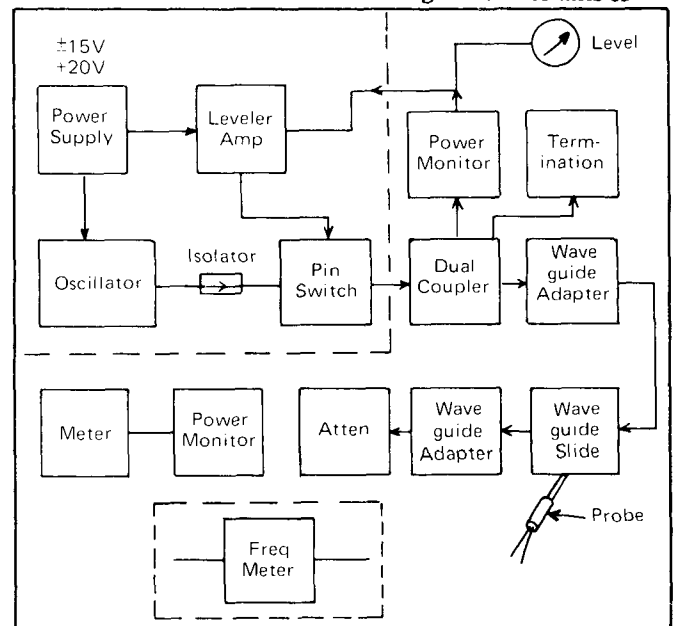 ±15V
+20V
Power
Supply
Leveler
Amp
Level
Power
Monitor
Term-
ination
Oscillator
Isolator
Pin
Switch
Dual
Coupler
Wave
guide
Adapter
Meter
Power
Monitor
Atten
Wave
guide
Adapter
Wave
guide
Slide
Probe
Freq
Meter